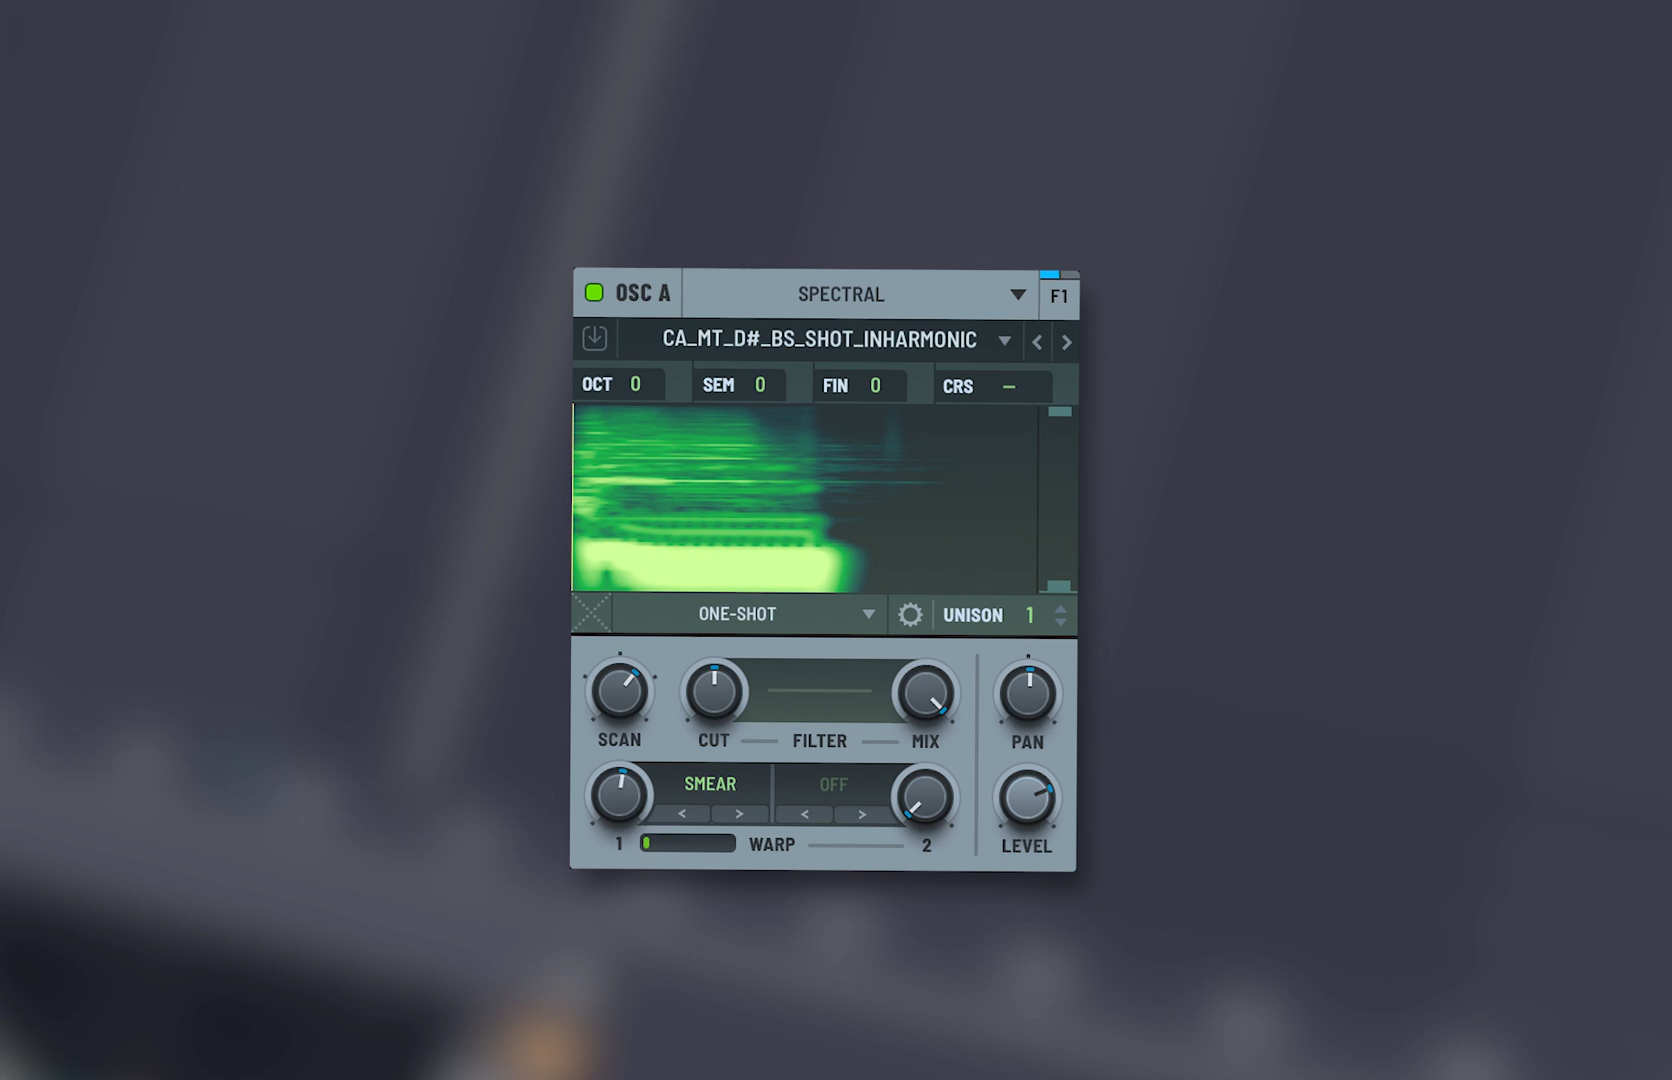 OSC A SPECTRAL F1
CA_MT_D#_BS_SHOT_INHARMONIC < >
OCT 0 SEM 0 FIN 0 CRS –
ONE-SHOT UNISON 1
SCAN CUT FILTER MIX PAN
SMEAR OFF
< > < >
1 WARP 2 LEVEL